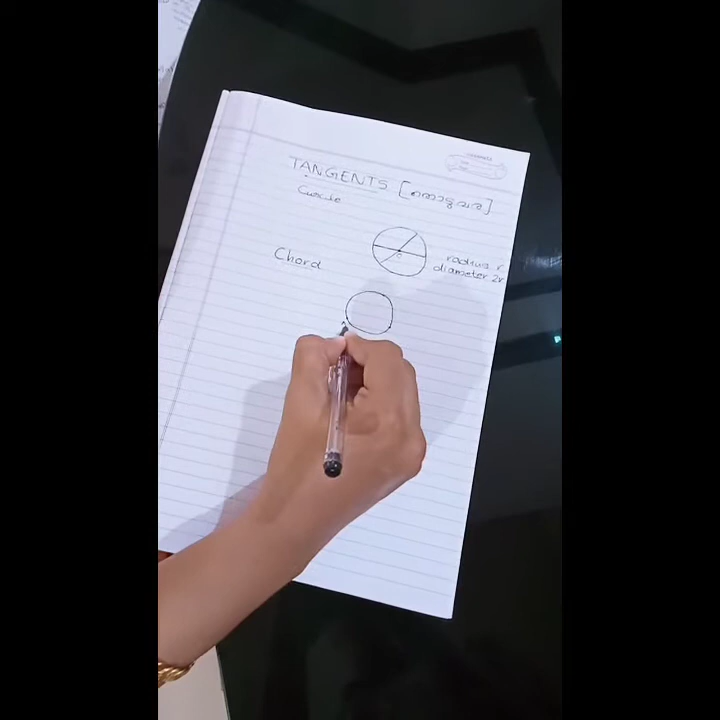 TANGENTS [തൊടുവര]
Circle
Chord
radius r
diameter 2r